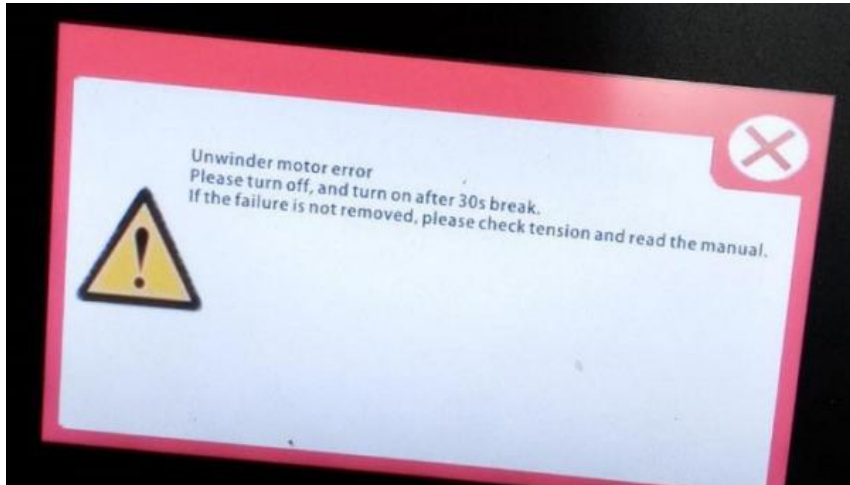 Unwinder motor error
Please turn off, and turn on after 30s break.
If the failure is not removed, please check tension and read the manual.